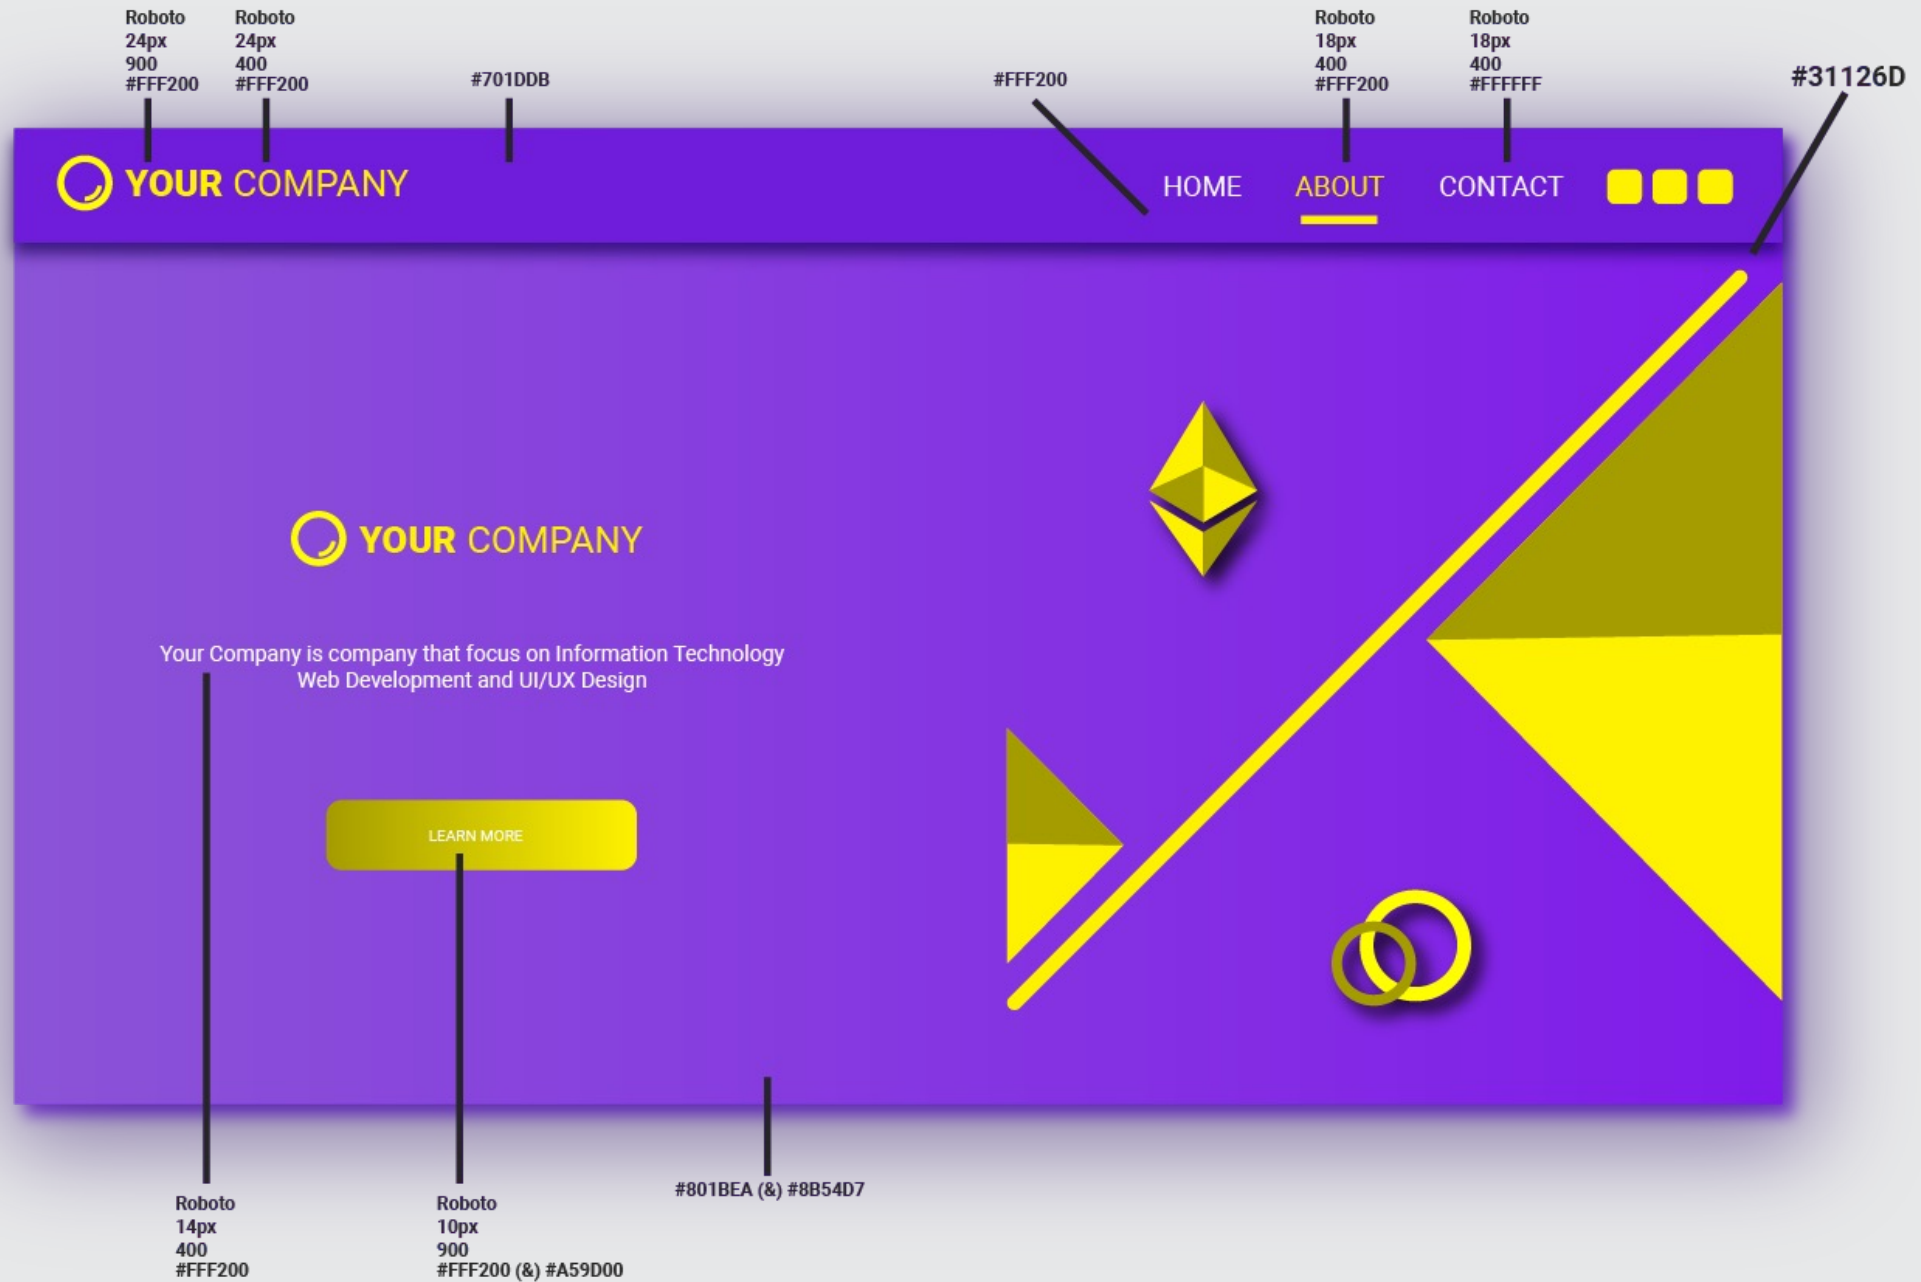 Roboto
24px
900
#FFF200
Roboto
24px
400
#FFF200
#701DDB
#FFF200
Roboto
18px
400
#FFF200
Roboto
18px
400
#FFFFFF
#31126D
YOUR COMPANY
HOME
ABOUT
CONTACT
YOUR COMPANY
Your Company is company that focus on Information Technology
Web Development and UI/UX Design
LEARN MORE
Roboto
14px
400
#FFF200
Roboto
10px
900
#FFF200 (&) #A59D00
#801BEA (&) #8B54D7